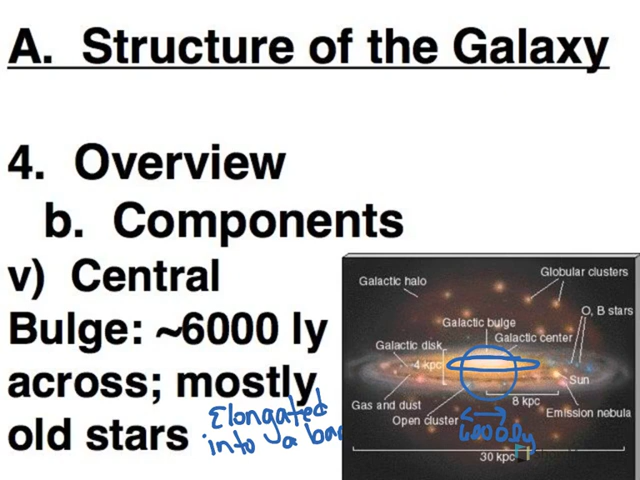 A. Structure of the Galaxy
4. Overview
b. Components
v) Central
Bulge: ~6000 ly
across; mostly
old stars
Elongated
into a bar
Galactic halo
Globular clusters
O, B stars
Galactic bulge
Galactic center
Galactic disk
4 kpc
Sun
8 kpc
Gas and dust
Open cluster
Emission nebula
6000 ly
30 kpc